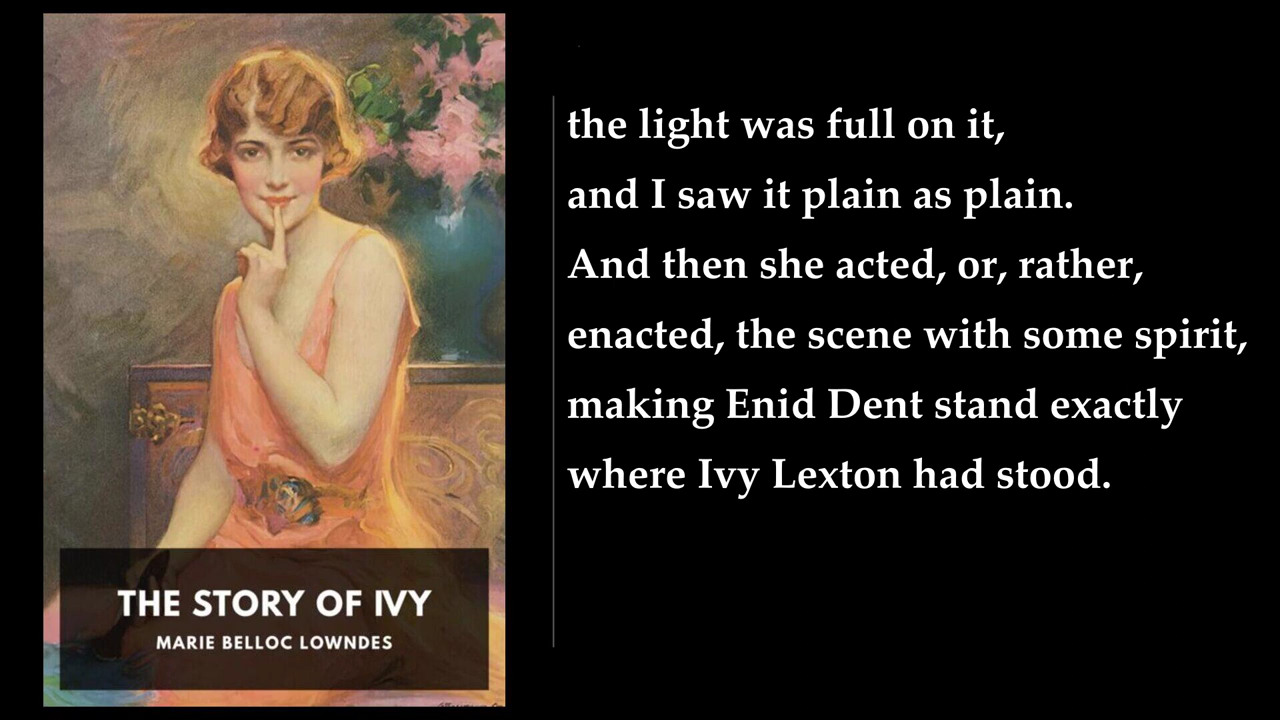 the light was full on it,
and I saw it plain as plain.
And then she acted, or, rather,
enacted, the scene with some spirit,
making Enid Dent stand exactly
where Ivy Lexton had stood.
THE STORY OF IVY
MARIE BELLOC LOWNDES